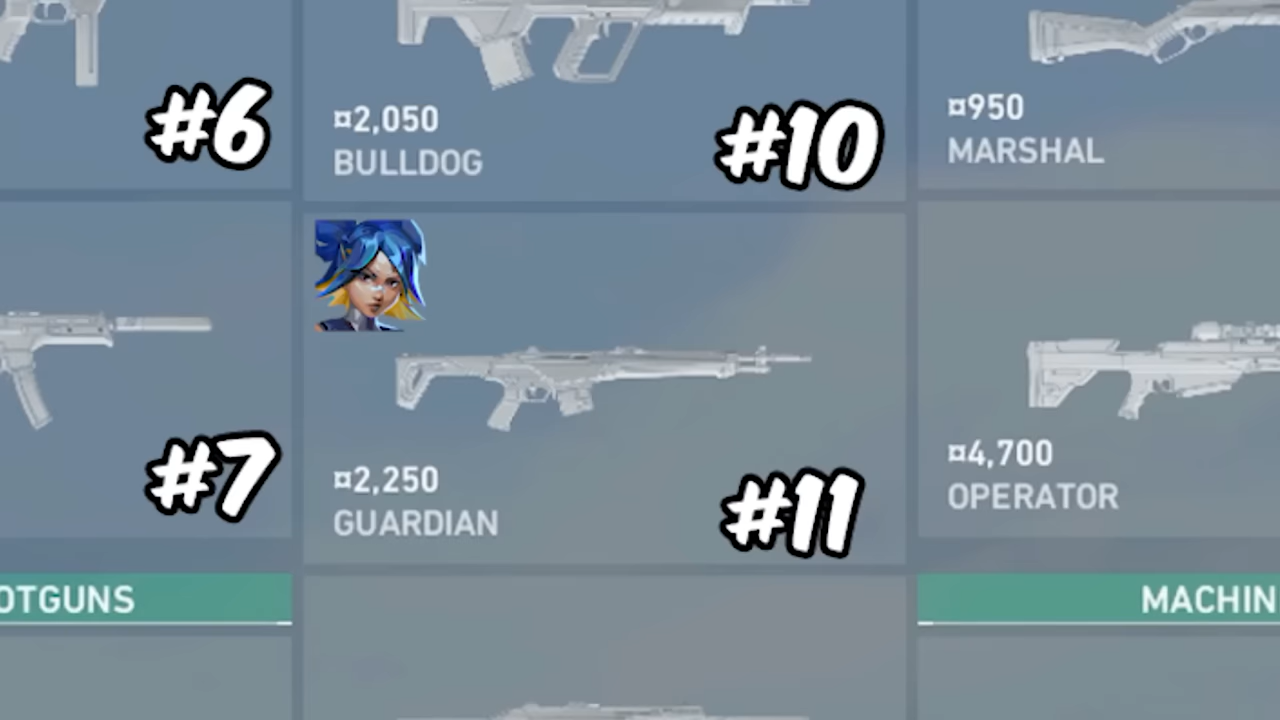 #6
¤2,050
BULLDOG
#10
¤950
MARSHAL
#7
¤2,250
GUARDIAN
#11
¤4,700
OPERATOR
OTGUNS
MACHIN